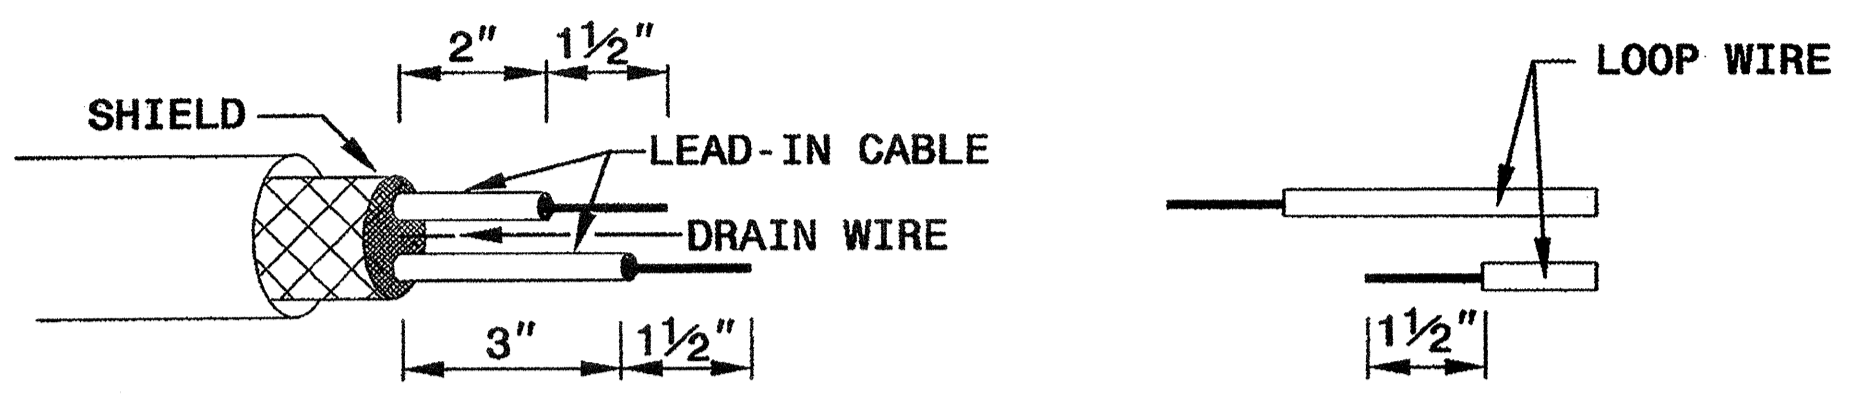 2" 1½"
LOOP WIRE
SHIELD
LEAD-IN CABLE
DRAIN WIRE
3" 1½"
1½"